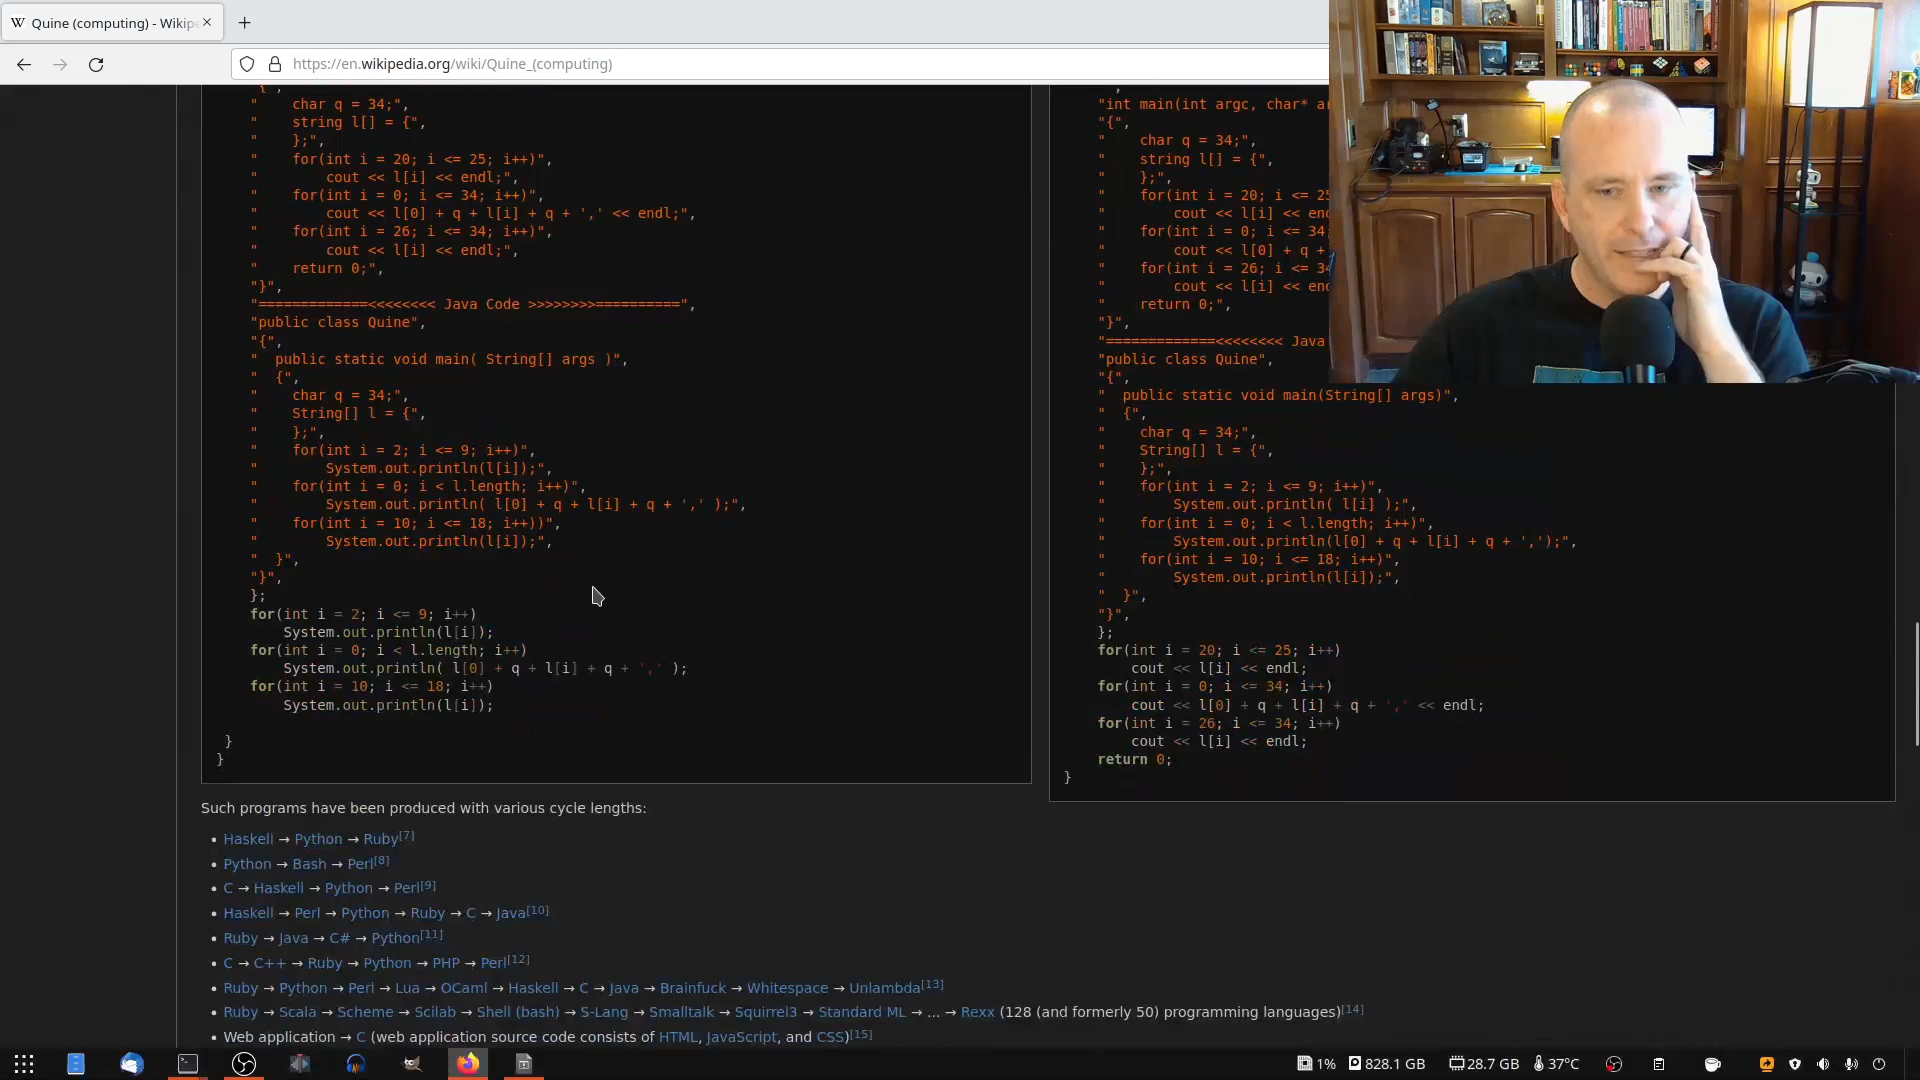 Quine (computing) - Wikip
https://en.wikipedia.org/wiki/Quine_(computing)
"{",
"    char q = 34;",
"    string l[] = {",
"    };",
"    for(int i = 20; i <= 25; i++)",
"        cout << l[i] << endl;",
"    for(int i = 0; i <= 34; i++)",
"        cout << l[0] + q + l[i] + q + ',' << endl;",
"    for(int i = 26; i <= 34; i++)",
"        cout << l[i] << endl;",
"    return 0;",
"}",
"=============<<<<<<<< Java Code >>>>>>>>==========",
"public class Quine",
"{",
"  public static void main( String[] args )",
"  {",
"    char q = 34;",
"    String[] l = {",
"    };",
"    for(int i = 2; i <= 9; i++)",
"        System.out.println(l[i]);",
"    for(int i = 0; i < l.length; i++)",
"        System.out.println( l[0] + q + l[i] + q + ',' );",
"    for(int i = 10; i <= 18; i++))",
"        System.out.println(l[i]);",
"  }",
"}",
};
for(int i = 2; i <= 9; i++)
System.out.println(l[i]);
for(int i = 0; i < l.length; i++)
System.out.println( l[0] + q + l[i] + q + ',' );
for(int i = 10; i <= 18; i++)
System.out.println(l[i]);
}
}
"int main(int argc, char* ar
"{",
"    char q = 34;",
"    string l[] = {",
"    };",
"    for(int i = 20; i <= 25
"        cout << l[i] << end
"    for(int i = 0; i <= 34;
"        cout << l[0] + q +
"    for(int i = 26; i <= 34
"        cout << l[i] << end
"    return 0;",
"}",
"=============<<<<<<<< Java
"public class Quine",
"{",
"  public static void main(String[] args)",
"  {",
"    char q = 34;",
"    String[] l = {",
"    };",
"    for(int i = 2; i <= 9; i++)",
"        System.out.println( l[i] );",
"    for(int i = 0; i < l.length; i++)",
"        System.out.println(l[0] + q + l[i] + q + ',');",
"    for(int i = 10; i <= 18; i++)",
"        System.out.println(l[i]);",
"  }",
"}",
};
for(int i = 20; i <= 25; i++)
cout << l[i] << endl;
for(int i = 0; i <= 34; i++)
cout << l[0] + q + l[i] + q + ',' << endl;
for(int i = 26; i <= 34; i++)
cout << l[i] << endl;
return 0;
}
Such programs have been produced with various cycle lengths:
• Haskell → Python → Ruby[7]
• Python → Bash → Perl[8]
• C → Haskell → Python → Perl[9]
• Haskell → Perl → Python → Ruby → C → Java[10]
• Ruby → Java → C# → Python[11]
• C → C++ → Ruby → Python → PHP → Perl[12]
• Ruby → Python → Perl → Lua → OCaml → Haskell → C → Java → Brainfuck → Whitespace → Unlambda[13]
• Ruby → Scala → Scheme → Scilab → Shell (bash) → S-Lang → Smalltalk → Squirrel3 → Standard ML → ... → Rexx (128 (and formerly 50) programming languages)[14]
• Web application → C (web application source code consists of HTML, JavaScript, and CSS)[15]
1% 828.1 GB 28.7 GB 37°C